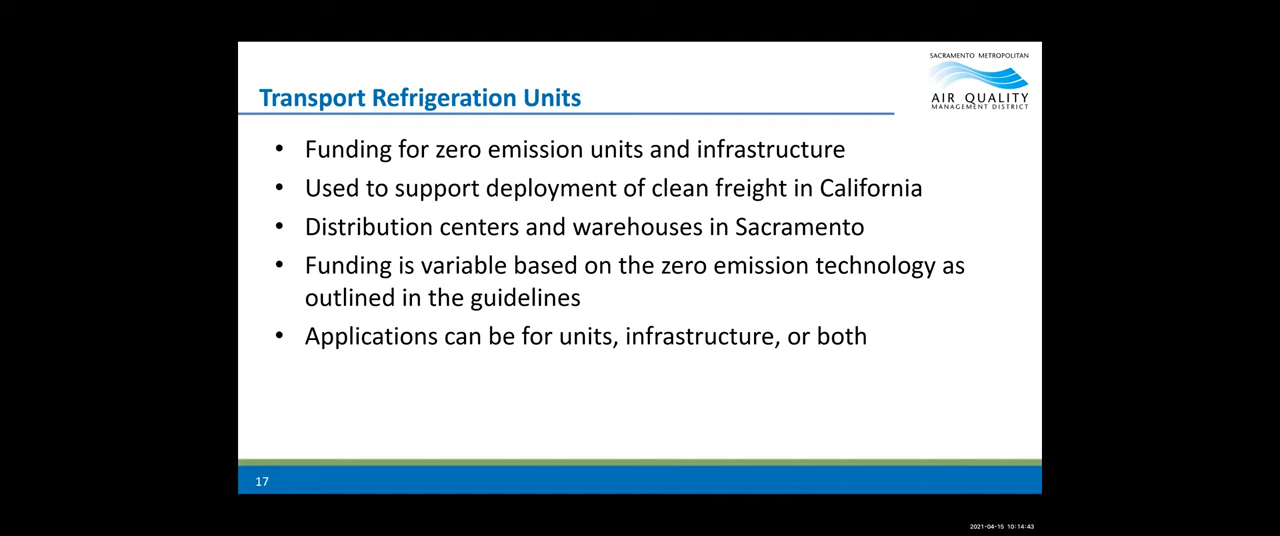 SACRAMENTO METROPOLITAN
AIR QUALITY
MANAGEMENT DISTRICT
Transport Refrigeration Units
• Funding for zero emission units and infrastructure
• Used to support deployment of clean freight in California
• Distribution centers and warehouses in Sacramento
• Funding is variable based on the zero emission technology as
outlined in the guidelines
• Applications can be for units, infrastructure, or both
17
2021-04-15 10:14:43